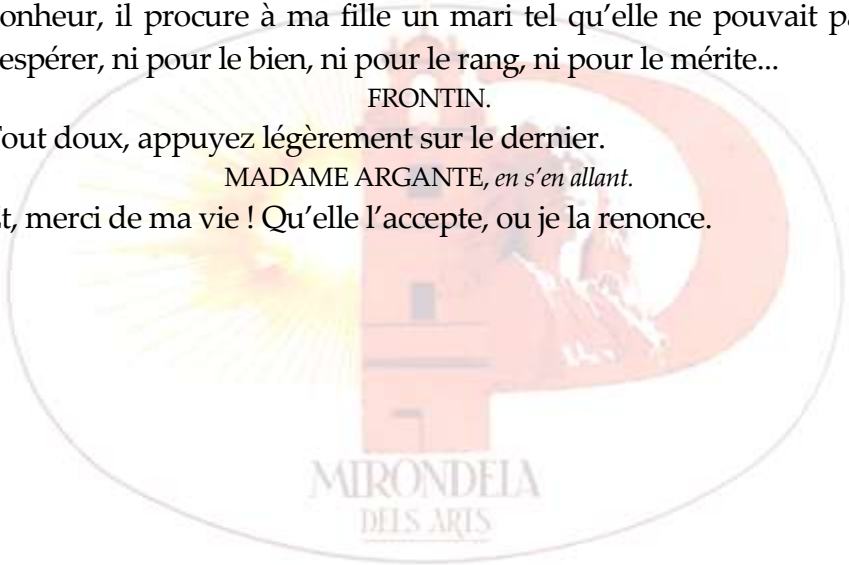 onheur, il procure à ma fille un mari tel qu'elle ne pouvait pa
espérer, ni pour le bien, ni pour le rang, ni pour le mérite...
FRONTIN.
out doux, appuyez légèrement sur le dernier.
MADAME ARGANTE, en s'en allant.
t, merci de ma vie ! Qu'elle l'accepte, ou je la renonce.
MIRONDELA
DELS ARTS